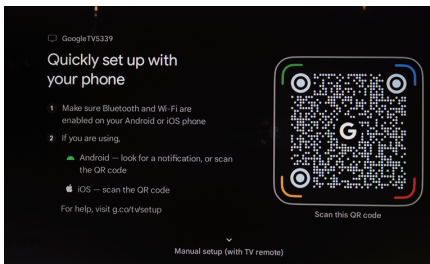 GoogleTV5339
Quickly set up with
your phone
1 Make sure Bluetooth and Wi-Fi are
enabled on your Android or iOS phone
2 If you are using,
Android — look for a notification, or scan
the QR code
iOS — scan the QR code
For help, visit g.co/tv/setup
G
Scan this QR code
Manual setup (with TV remote)